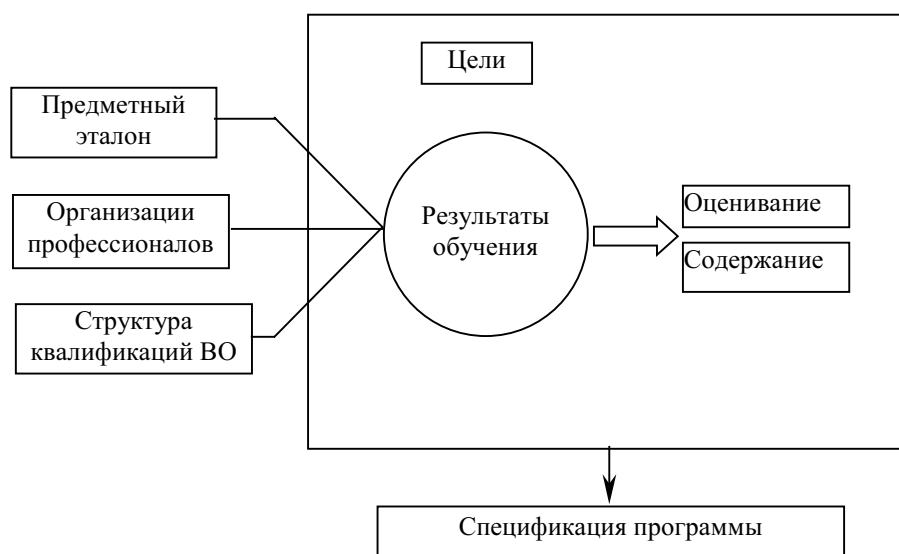 Цели
Предметный
эталон
Организации
профессионалов
Структура
квалификаций ВО
Результаты
обучения
Оценивание
Содержание
Спецификация программы